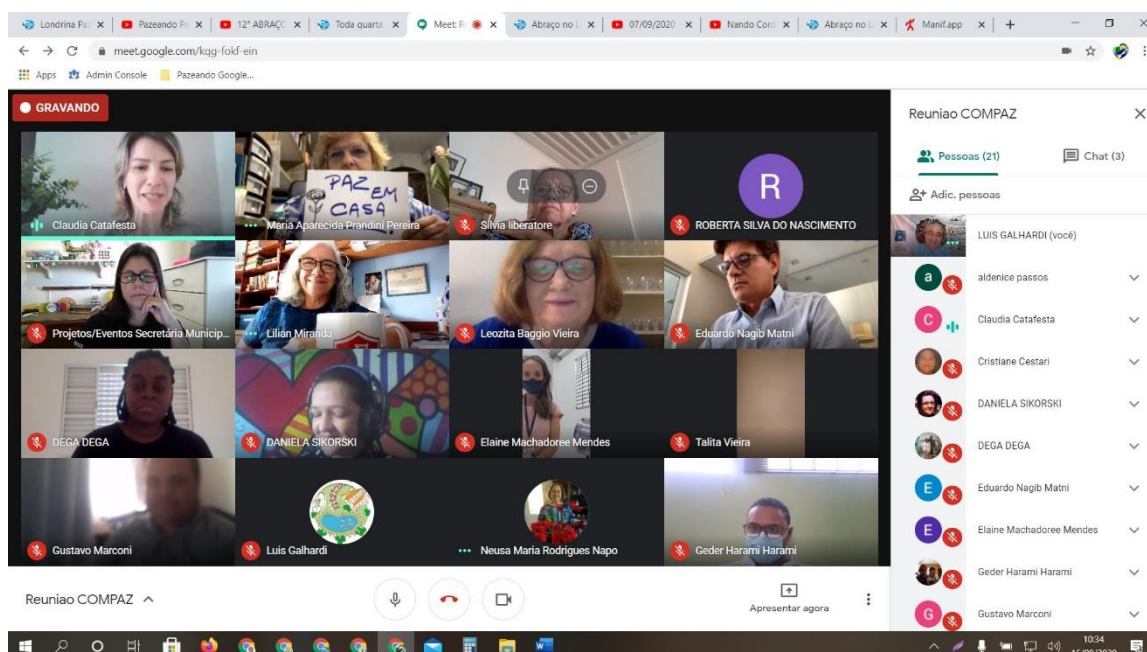 Londrina Pa
Pazeando P
12° ABRAÇO
Toda quarta
Meet: R
Abraço no L
07/09/2020
Nando Cord
Abraço no L
Manif.app
meet.google.com/kqg-fokf-ein
Apps
Admin Console
Pazeando Google...
GRAVANDO
Claudia Catafesta
PAZ EM
CASA
Maria Aparecida Prandini Pereira
Silvia liberatore
R
ROBERTA SILVA DO NASCIMENTO
Projetos/Eventos Secretária Municip...
Lilian Miranda
Leozita Baggio Vieira
Eduardo Nagib Matni
DEGA DEGA
DANIELA SIKORSKI
Elaine Machadoree Mendes
Talita Vieira
Gustavo Marconi
Luis Galhardi
Neusa Maria Rodrigues Napo
Geder Harami Harami
Reuniao COMPAZ
Apresentar agora
Reuniao COMPAZ
Pessoas (21)
Chat (3)
Adic. pessoas
LUIS GALHARDI (você)
a
aldenice passos
C
Claudia Catafesta
Cristiane Cestari
DANIELA SIKORSKI
DEGA DEGA
E
Eduardo Nagib Matni
E
Elaine Machadoree Mendes
Geder Harami Harami
G
Gustavo Marconi
10:34